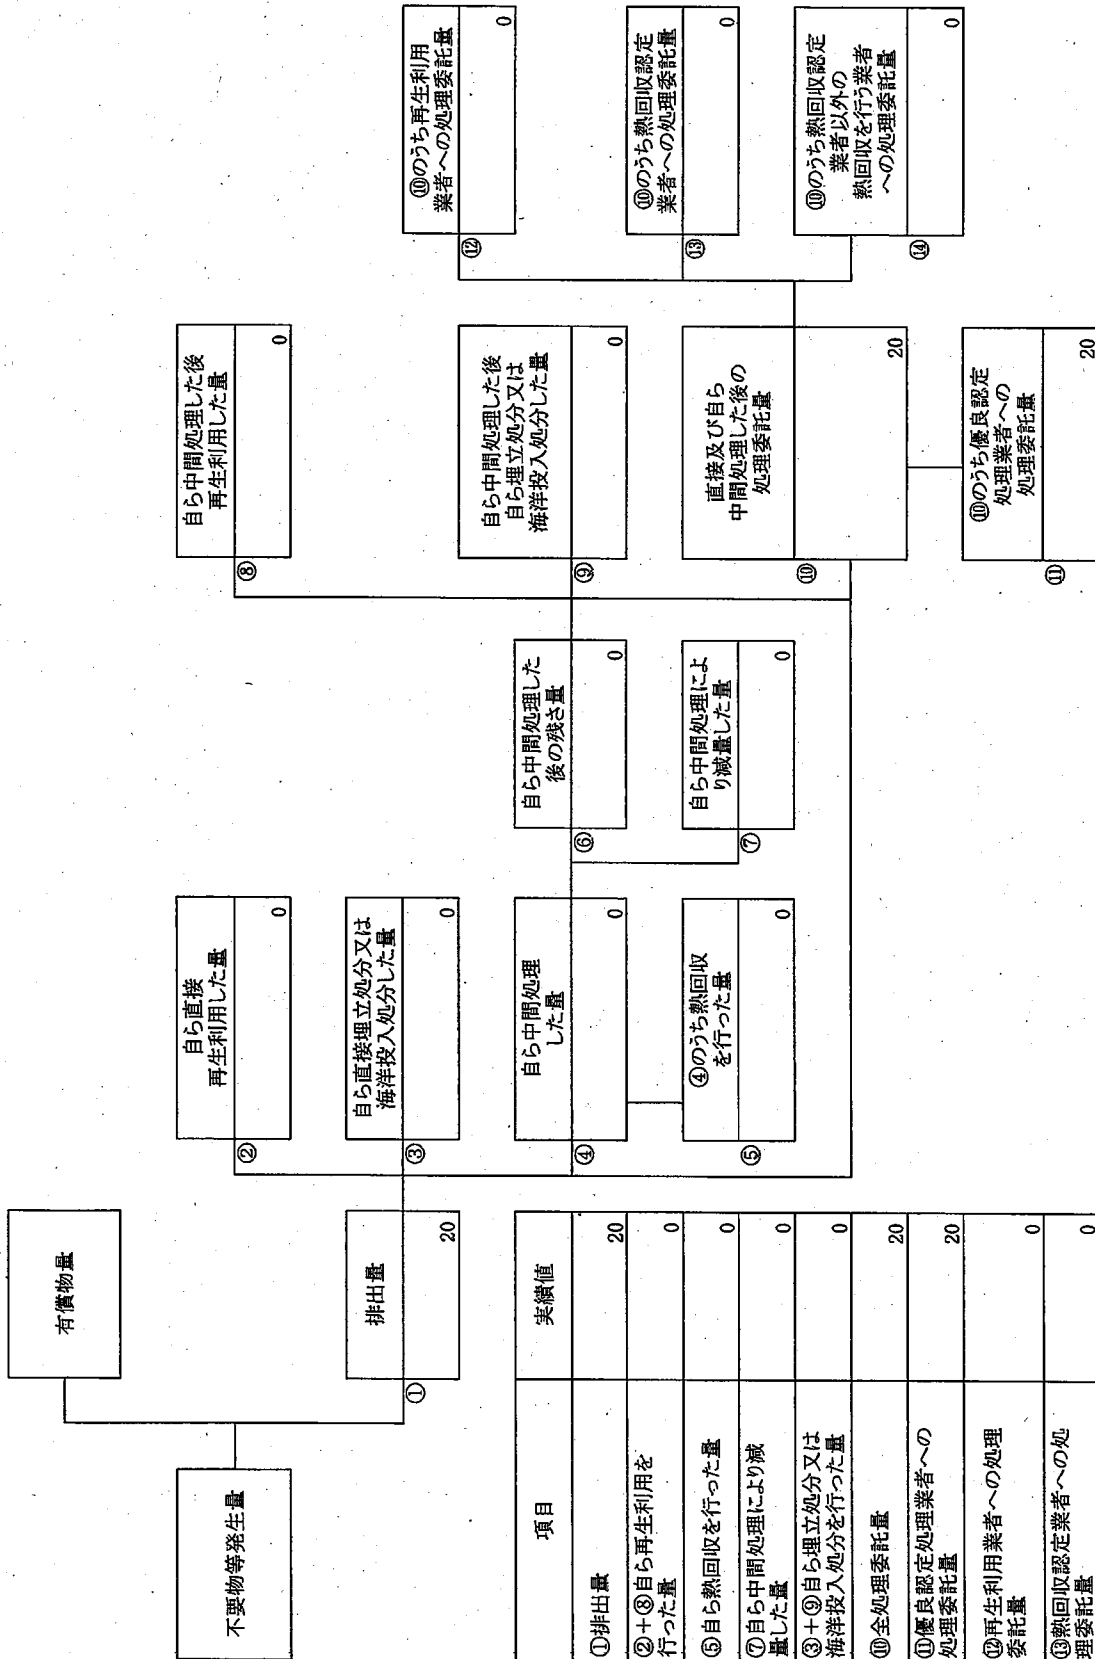 不要物等発生量
有償物量
排出量
①
20
自ら直接
再生利用した量
②
0
自ら直接埋立処分又は
海洋投入処分した量
③
0
自ら中間処理
した量
④
0
④のうち熱回収
を行った量
⑤
0
自ら中間処理した
後の残さ量
⑥
0
自ら中間処理によ
り減量した量
⑦
0
自ら中間処理した後
再生利用した量
⑧
0
自ら中間処理した後
自ら埋立処分又は
海洋投入処分した量
⑨
0
直接及び自ら
中間処理した後の
処理委託量
⑩
20
⑩のうち優良認定
処理業者への
処理委託量
⑪
20
⑩のうち再生利用
業者への処理委託量
⑫
0
⑩のうち熱回収認定
業者への処理委託量
⑬
0
⑩のうち熱回収認定
業者以外の
熱回収を行う業者
への処理委託量
⑭
0
項目 実績値
①排出量 20
②+⑧自ら再生利用を
行った量 0
⑤自ら熱回収を行った量 0
⑦自ら中間処理により減
量した量 0
③+⑨自ら埋立処分又は
海洋投入処分を行った量 0
⑩全処理委託量 20
⑪優良認定処理業者への
処理委託量 20
⑫再生利用業者への処理
委託量 0
⑬熱回収認定業者への処
理委託量 0